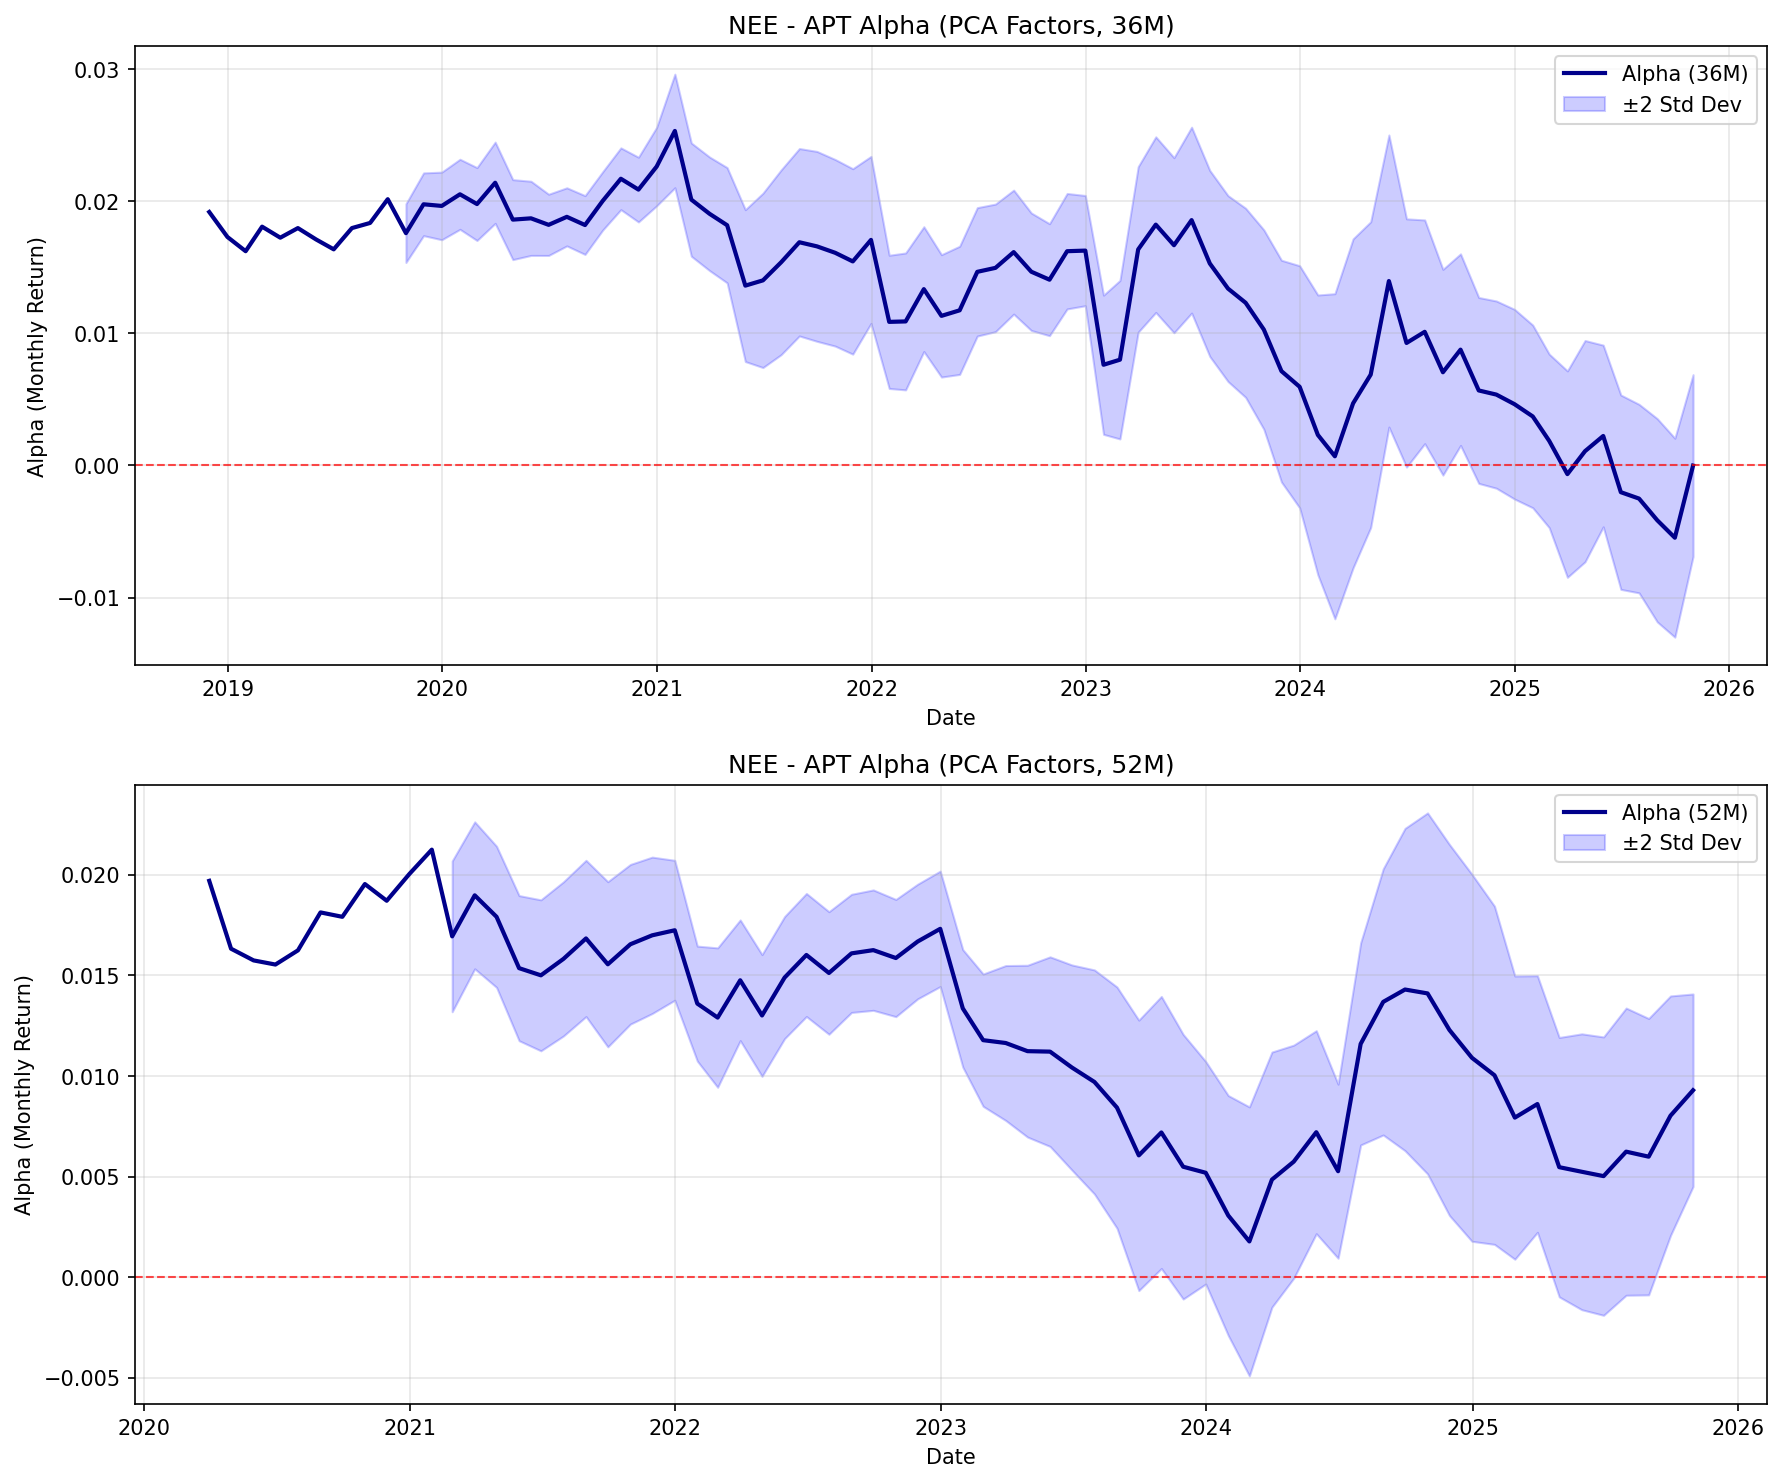 NEE - APT Alpha (PCA Factors, 36M)
Alpha (Monthly Return)
0.03
0.02
0.01
0.00
−0.01
Alpha (36M)
±2 Std Dev
2019 2020 2021 2022 2023 2024 2025 2026
Date
NEE - APT Alpha (PCA Factors, 52M)
Alpha (Monthly Return)
0.020
0.015
0.010
0.005
0.000
−0.005
Alpha (52M)
±2 Std Dev
2020 2021 2022 2023 2024 2025 2026
Date